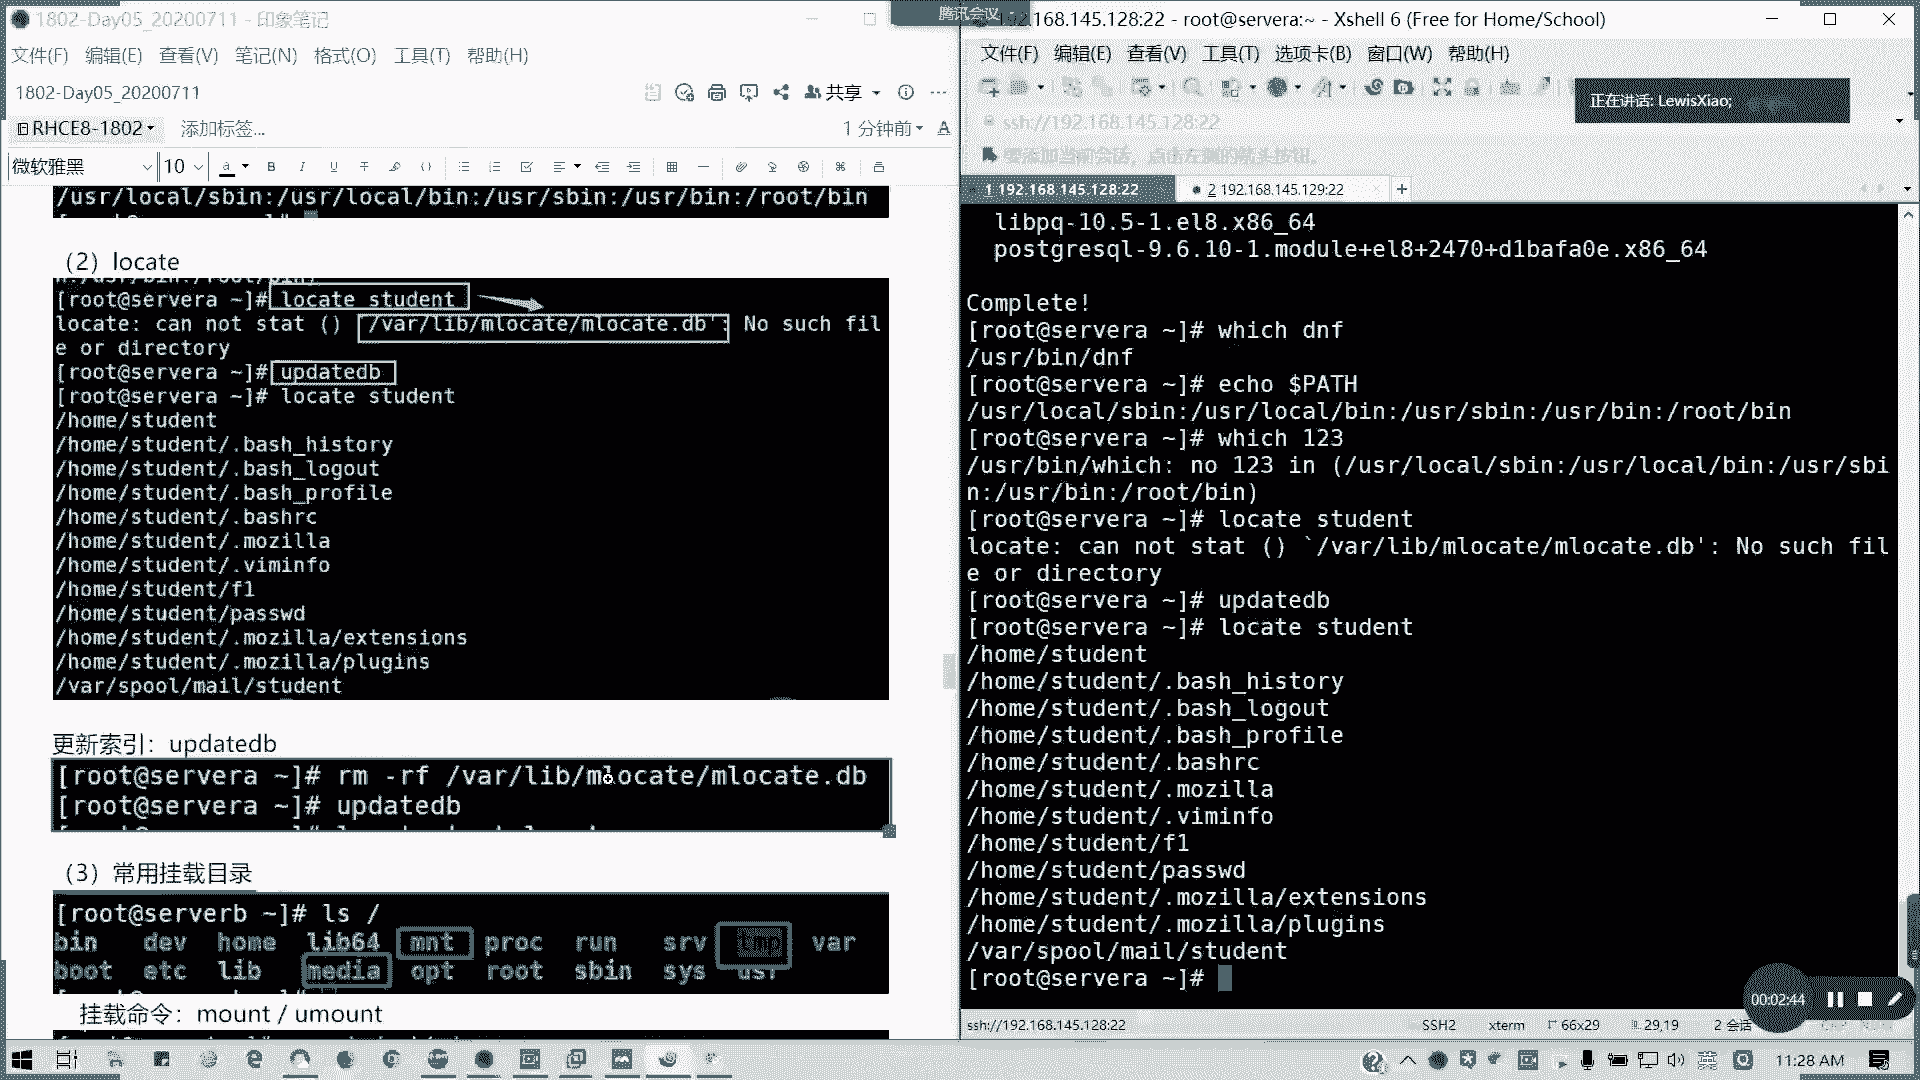 1802-Day05_20200711 - 印象笔记
文件(F) 编辑(E) 查看(V) 笔记(N) 格式(O) 工具(T) 帮助(H)
1802-Day05_20200711
共享
RHCE8-1802 添加标签...
1 分钟前
微软雅黑 10
/usr/local/sbin:/usr/local/bin:/usr/sbin:/usr/bin:/root/bin
（2）locate
[root@servera ~]# locate student
locate: can not stat () `/var/lib/mlocate/mlocate.db': No such fil
e or directory
[root@servera ~]# updatedb
[root@servera ~]# locate student
/home/student
/home/student/.bash_history
/home/student/.bash_logout
/home/student/.bash_profile
/home/student/.bashrc
/home/student/.mozilla
/home/student/.viminfo
/home/student/f1
/home/student/passwd
/home/student/.mozilla/extensions
/home/student/.mozilla/plugins
/var/spool/mail/student
更新索引：updatedb
[root@servera ~]# rm -rf /var/lib/mlocate/mlocate.db
[root@servera ~]# updatedb
（3）常用挂载目录
[root@serverb ~]# ls /
bin dev home lib64 mnt proc run srv tmp var
boot etc lib media opt root sbin sys usr
挂载命令：mount / umount
腾讯会议
192.168.145.128:22 - root@servera:~ - Xshell 6 (Free for Home/School)
文件(F) 编辑(E) 查看(V) 工具(T) 选项卡(B) 窗口(W) 帮助(H)
正在讲话: LewisXiao;
ssh://192.168.145.128:22
要添加当前会话，点击左侧的箭头按钮。
1 192.168.145.128:22
2 192.168.145.129:22
libpq-10.5-1.el8.x86_64
postgresql-9.6.10-1.module+el8+2470+d1bafa0e.x86_64
Complete!
[root@servera ~]# which dnf
/usr/bin/dnf
[root@servera ~]# echo $PATH
/usr/local/sbin:/usr/local/bin:/usr/sbin:/usr/bin:/root/bin
[root@servera ~]# which 123
/usr/bin/which: no 123 in (/usr/local/sbin:/usr/local/bin:/usr/sbi
n:/usr/bin:/root/bin)
[root@servera ~]# locate student
locate: can not stat () `/var/lib/mlocate/mlocate.db': No such fil
e or directory
[root@servera ~]# updatedb
[root@servera ~]# locate student
/home/student
/home/student/.bash_history
/home/student/.bash_logout
/home/student/.bash_profile
/home/student/.bashrc
/home/student/.mozilla
/home/student/.viminfo
/home/student/f1
/home/student/passwd
/home/student/.mozilla/extensions
/home/student/.mozilla/plugins
/var/spool/mail/student
[root@servera ~]#
00:02:44
ssh://192.168.145.128:22 SSH2 xterm 66x29 29,19 2 会话
英 11:28 AM